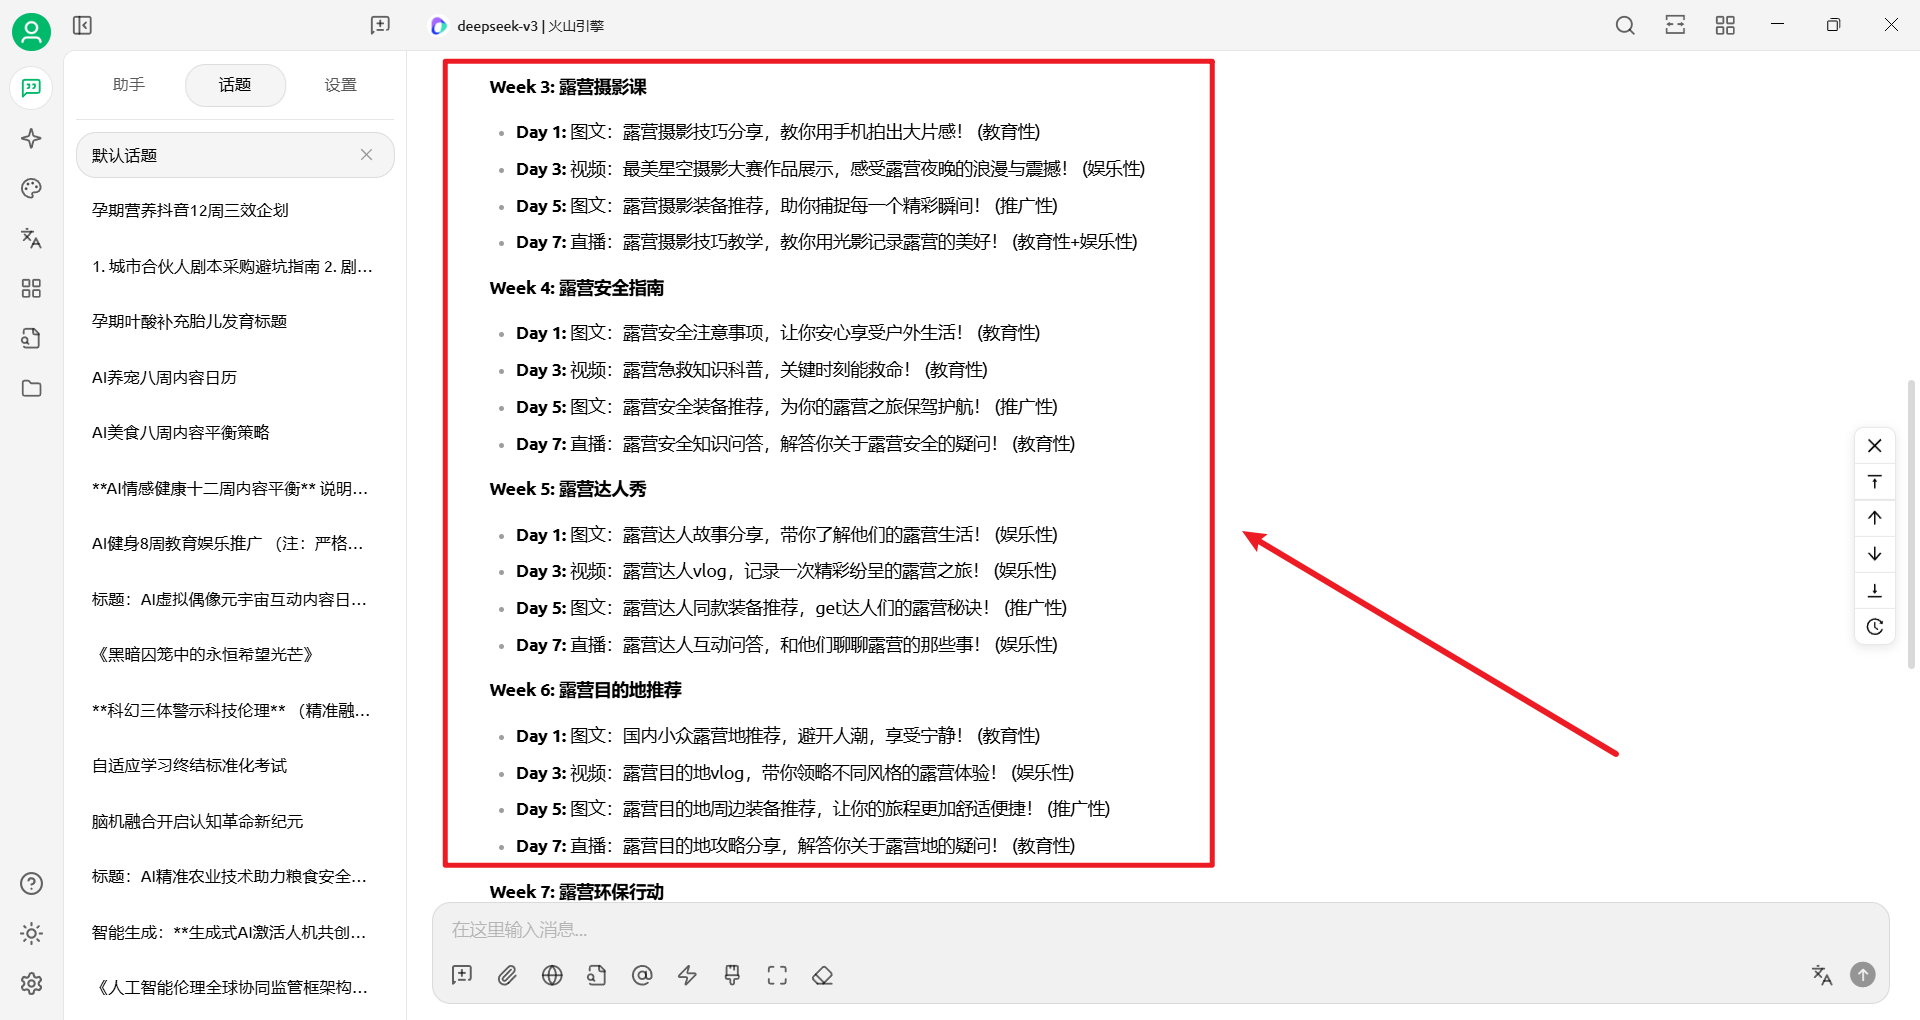 deepseek-v3 | 火山引擎
助手 话题 设置
默认话题
孕期营养抖音12周三效企划
1. 城市合伙人剧本采购避坑指南 2. 剧...
孕期叶酸补充胎儿发育标题
AI养宠八周内容日历
AI美食八周内容平衡策略
**AI情感健康十二周内容平衡** 说明...
AI健身8周教育娱乐推广 （注：严格...
标题：AI虚拟偶像元宇宙互动内容日...
《黑暗囚笼中的永恒希望光芒》
**科幻三体警示科技伦理** （精准融...
自适应学习终结标准化考试
脑机融合开启认知革命新纪元
标题：AI精准农业技术助力粮食安全...
智能生成：**生成式AI激活人机共创...
《人工智能伦理全球协同监管框架构...
Week 3: 露营摄影课
Day 1: 图文：露营摄影技巧分享，教你用手机拍出大片感！ (教育性)
Day 3: 视频：最美星空摄影大赛作品展示，感受露营夜晚的浪漫与震撼！ (娱乐性)
Day 5: 图文：露营摄影装备推荐，助你捕捉每一个精彩瞬间！ (推广性)
Day 7: 直播：露营摄影技巧教学，教你用光影记录露营的美好！ (教育性+娱乐性)
Week 4: 露营安全指南
Day 1: 图文：露营安全注意事项，让你安心享受户外生活！ (教育性)
Day 3: 视频：露营急救知识科普，关键时刻能救命！ (教育性)
Day 5: 图文：露营安全装备推荐，为你的露营之旅保驾护航！ (推广性)
Day 7: 直播：露营安全知识问答，解答你关于露营安全的疑问！ (教育性)
Week 5: 露营达人秀
Day 1: 图文：露营达人故事分享，带你了解他们的露营生活！ (娱乐性)
Day 3: 视频：露营达人vlog，记录一次精彩纷呈的露营之旅！ (娱乐性)
Day 5: 图文：露营达人同款装备推荐，get达人们的露营秘诀！ (推广性)
Day 7: 直播：露营达人互动问答，和他们聊聊露营的那些事！ (娱乐性)
Week 6: 露营目的地推荐
Day 1: 图文：国内小众露营地推荐，避开人潮，享受宁静！ (教育性)
Day 3: 视频：露营目的地vlog，带你领略不同风格的露营体验！ (娱乐性)
Day 5: 图文：露营目的地周边装备推荐，让你的旅程更加舒适便捷！ (推广性)
Day 7: 直播：露营目的地攻略分享，解答你关于露营地的疑问！ (教育性)
Week 7: 露营环保行动
在这里输入消息...